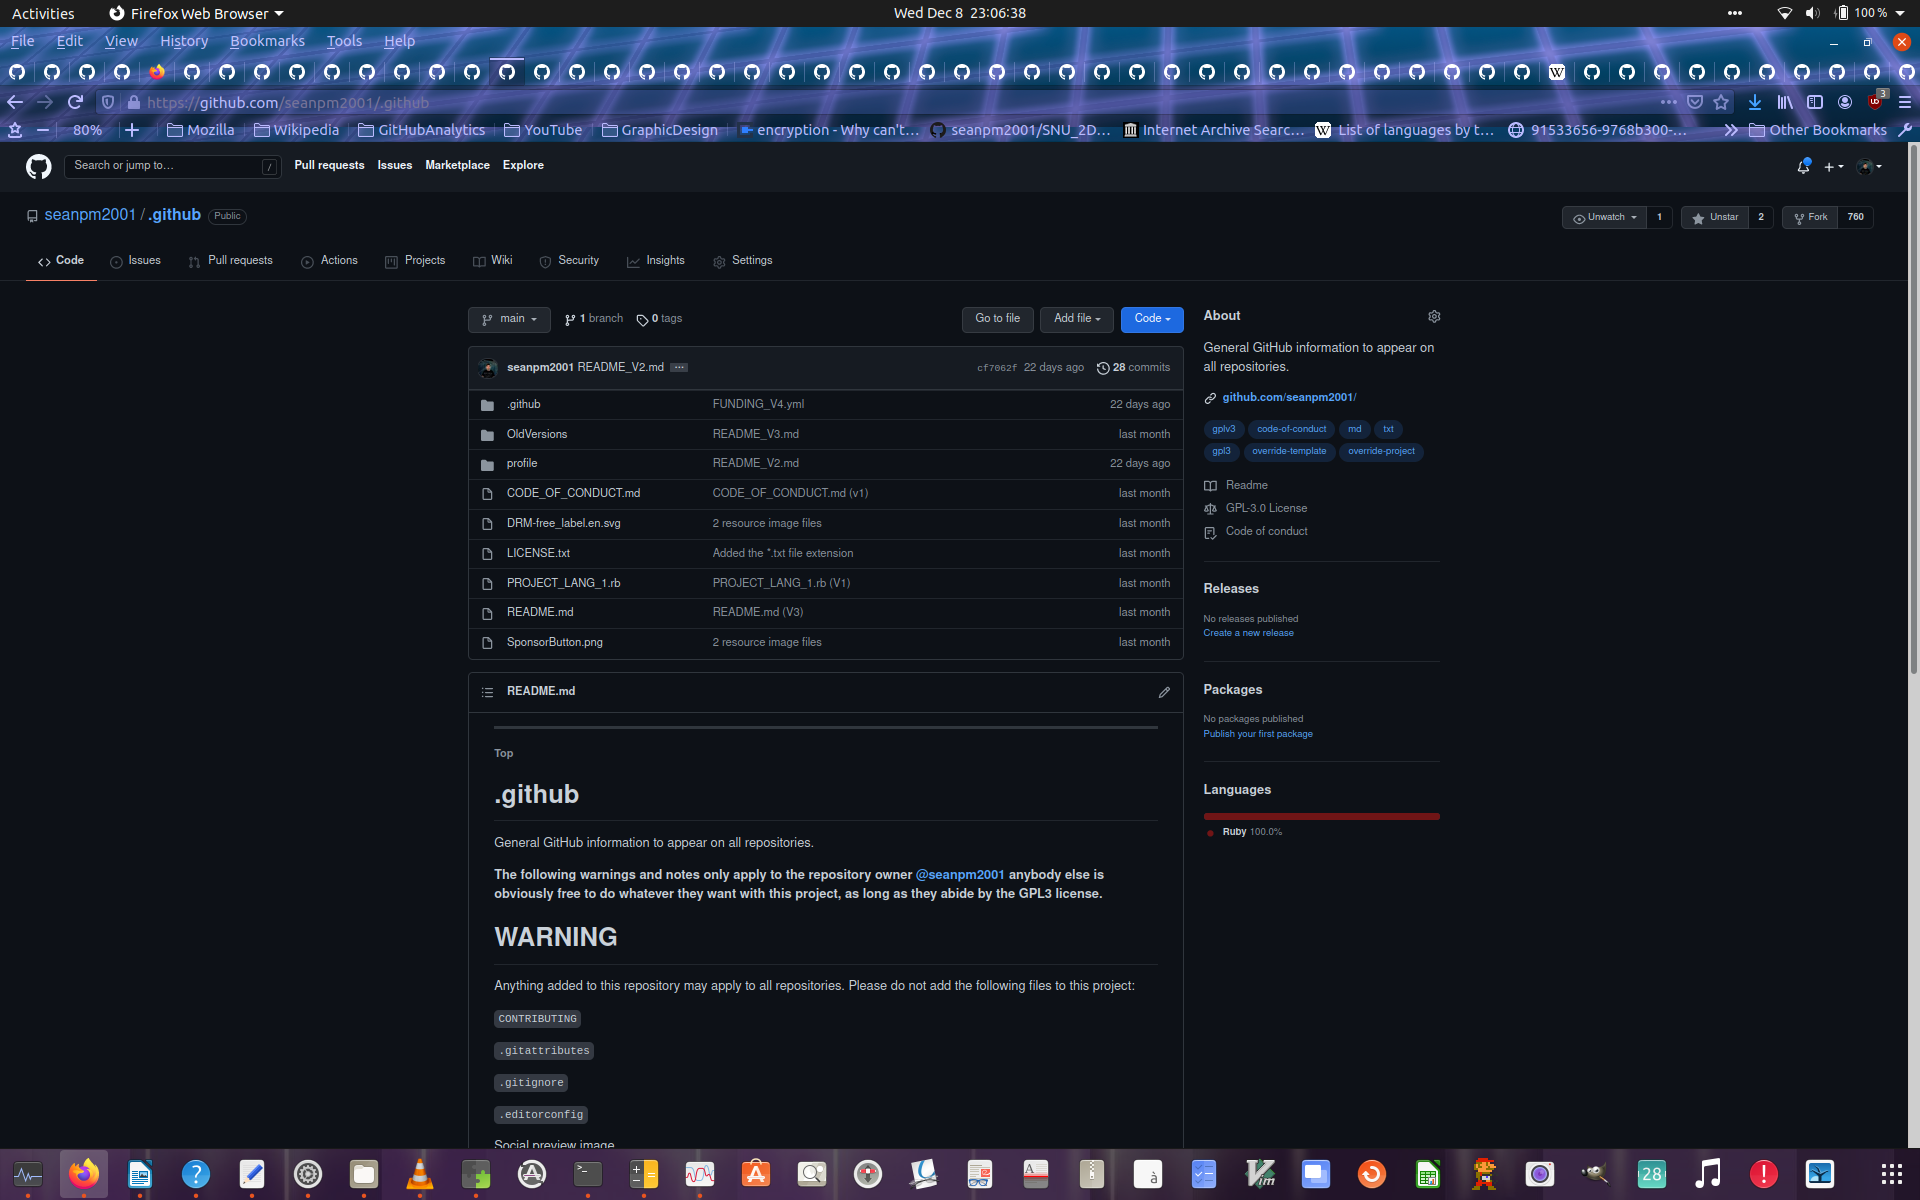 Activities
Firefox Web Browser
Wed Dec 8 23:06:38
100 %
File Edit View History Bookmarks Tools Help
https://github.com/seanpm2001/.github
3
80%
Mozilla
Wikipedia
GitHubAnalytics
YouTube
GraphicDesign
encryption - Why can't…
seanpm2001/SNU_2D…
Internet Archive Searc…
List of languages by t…
91533656-9768b300-…
Other Bookmarks
Search or jump to…
/
Pull requests Issues Marketplace Explore
seanpm2001 / .github Public
Unwatch 1
Unstar 2
Fork 760
Code
Issues
Pull requests
Actions
Projects
Wiki
Security
Insights
Settings
main
1 branch
0 tags
Go to file
Add file
Code
seanpm2001 README_V2.md ···
cf7062f 22 days ago 28 commits
.github FUNDING_V4.yml 22 days ago
OldVersions README_V3.md last month
profile README_V2.md 22 days ago
CODE_OF_CONDUCT.md CODE_OF_CONDUCT.md (v1) last month
DRM-free_label.en.svg 2 resource image files last month
LICENSE.txt Added the *.txt file extension last month
PROJECT_LANG_1.rb PROJECT_LANG_1.rb (V1) last month
README.md README.md (V3) last month
SponsorButton.png 2 resource image files last month
README.md
Top
.github
General GitHub information to appear on all repositories.
The following warnings and notes only apply to the repository owner @seanpm2001 anybody else is
obviously free to do whatever they want with this project, as long as they abide by the GPL3 license.
WARNING
Anything added to this repository may apply to all repositories. Please do not add the following files to this project:
CONTRIBUTING
.gitattributes
.gitignore
.editorconfig
Social preview image
About
General GitHub information to appear on
all repositories.
github.com/seanpm2001/
gplv3 code-of-conduct md txt
gpl3 override-template override-project
Readme
GPL-3.0 License
Code of conduct
Releases
No releases published
Create a new release
Packages
No packages published
Publish your first package
Languages
Ruby 100.0%
28